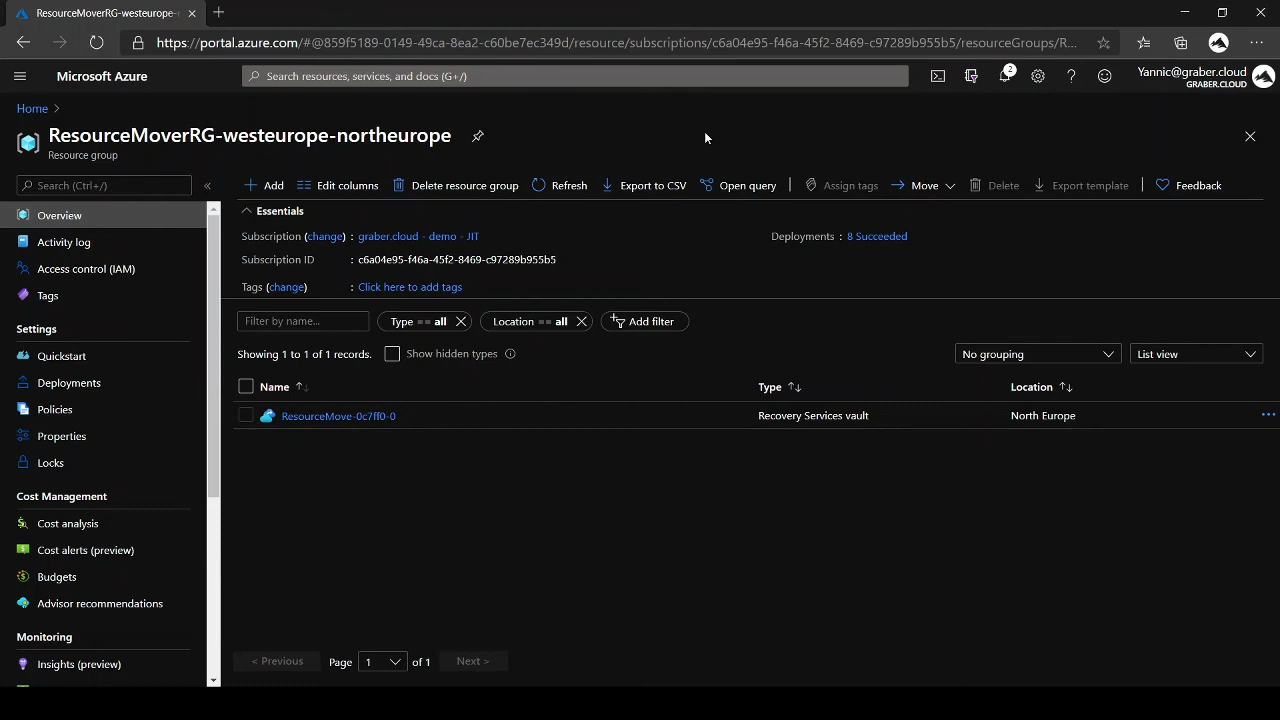 ResourceMoverRG-westeurope-
https://portal.azure.com/#@859f5189-0149-49ca-8ea2-c60be7ec349d/resource/subscriptions/c6a04e95-f46a-45f2-8469-c97289b955b5/resourceGroups/R...
Microsoft Azure
Search resources, services, and docs (G+/)
2
Yannic@graber.cloud
GRABER.CLOUD
Home
ResourceMoverRG-westeurope-northeurope
Resource group
Search (Ctrl+/)
«
Add
Edit columns
Delete resource group
Refresh
Export to CSV
Open query
Assign tags
Move
Delete
Export template
Feedback
Overview
Activity log
Access control (IAM)
Tags
Settings
Quickstart
Deployments
Policies
Properties
Locks
Cost Management
Cost analysis
Cost alerts (preview)
Budgets
Advisor recommendations
Monitoring
Insights (preview)
Essentials
Subscription (change) : graber.cloud - demo - JIT
Deployments : 8 Succeeded
Subscription ID : c6a04e95-f46a-45f2-8469-c97289b955b5
Tags (change) : Click here to add tags
Filter by name...
Type == all
Location == all
Add filter
Showing 1 to 1 of 1 records.
Show hidden types
No grouping
List view
Name
Type
Location
ResourceMove-0c7ff0-0
Recovery Services vault
North Europe
< Previous
Page 1 of 1
Next >